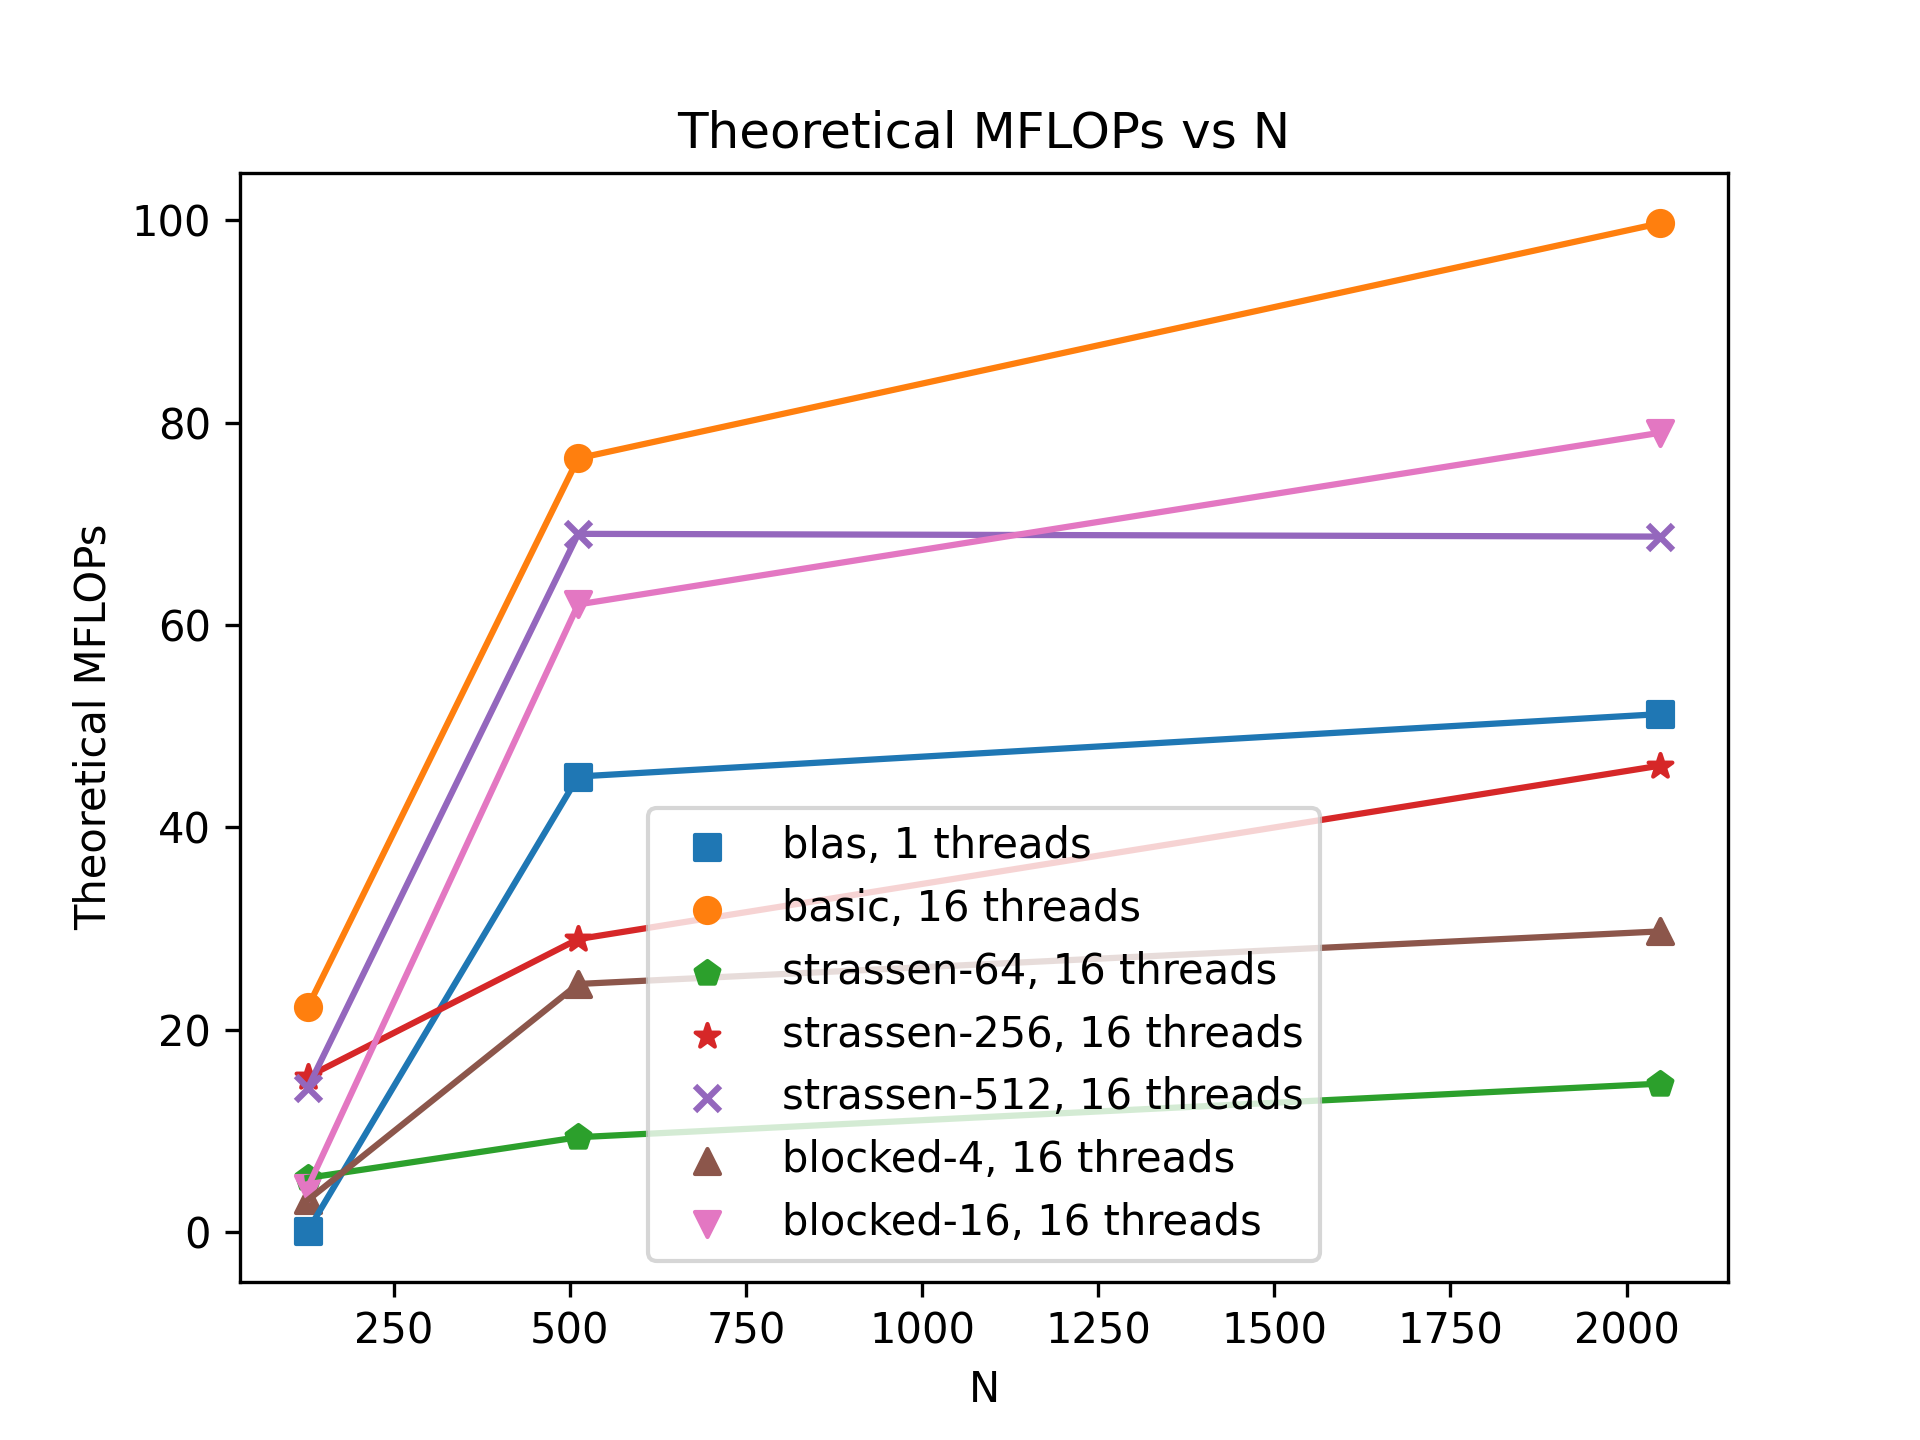 Theoretical MFLOPs vs N
Theoretical MFLOPs
100
80
60
40
20
0
blas, 1 threads
basic, 16 threads
strassen-64, 16 threads
strassen-256, 16 threads
strassen-512, 16 threads
blocked-4, 16 threads
blocked-16, 16 threads
250 500 750 1000 1250 1500 1750 2000
N